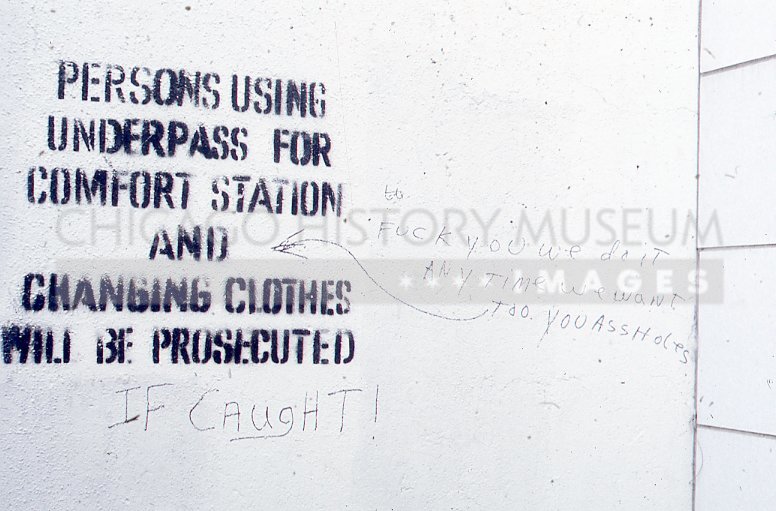 PERSONS USING
UNDERPASS FOR
COMFORT STATION
AND
CHANGING CLOTHES
WILL BE PROSECUTED
IF CAUGHT!
to
FUCK YOU we do iT
ANY TIME we want
TOO. YOU ASSHoles
CHICAGO HISTORY MUSEUM
IMAGES